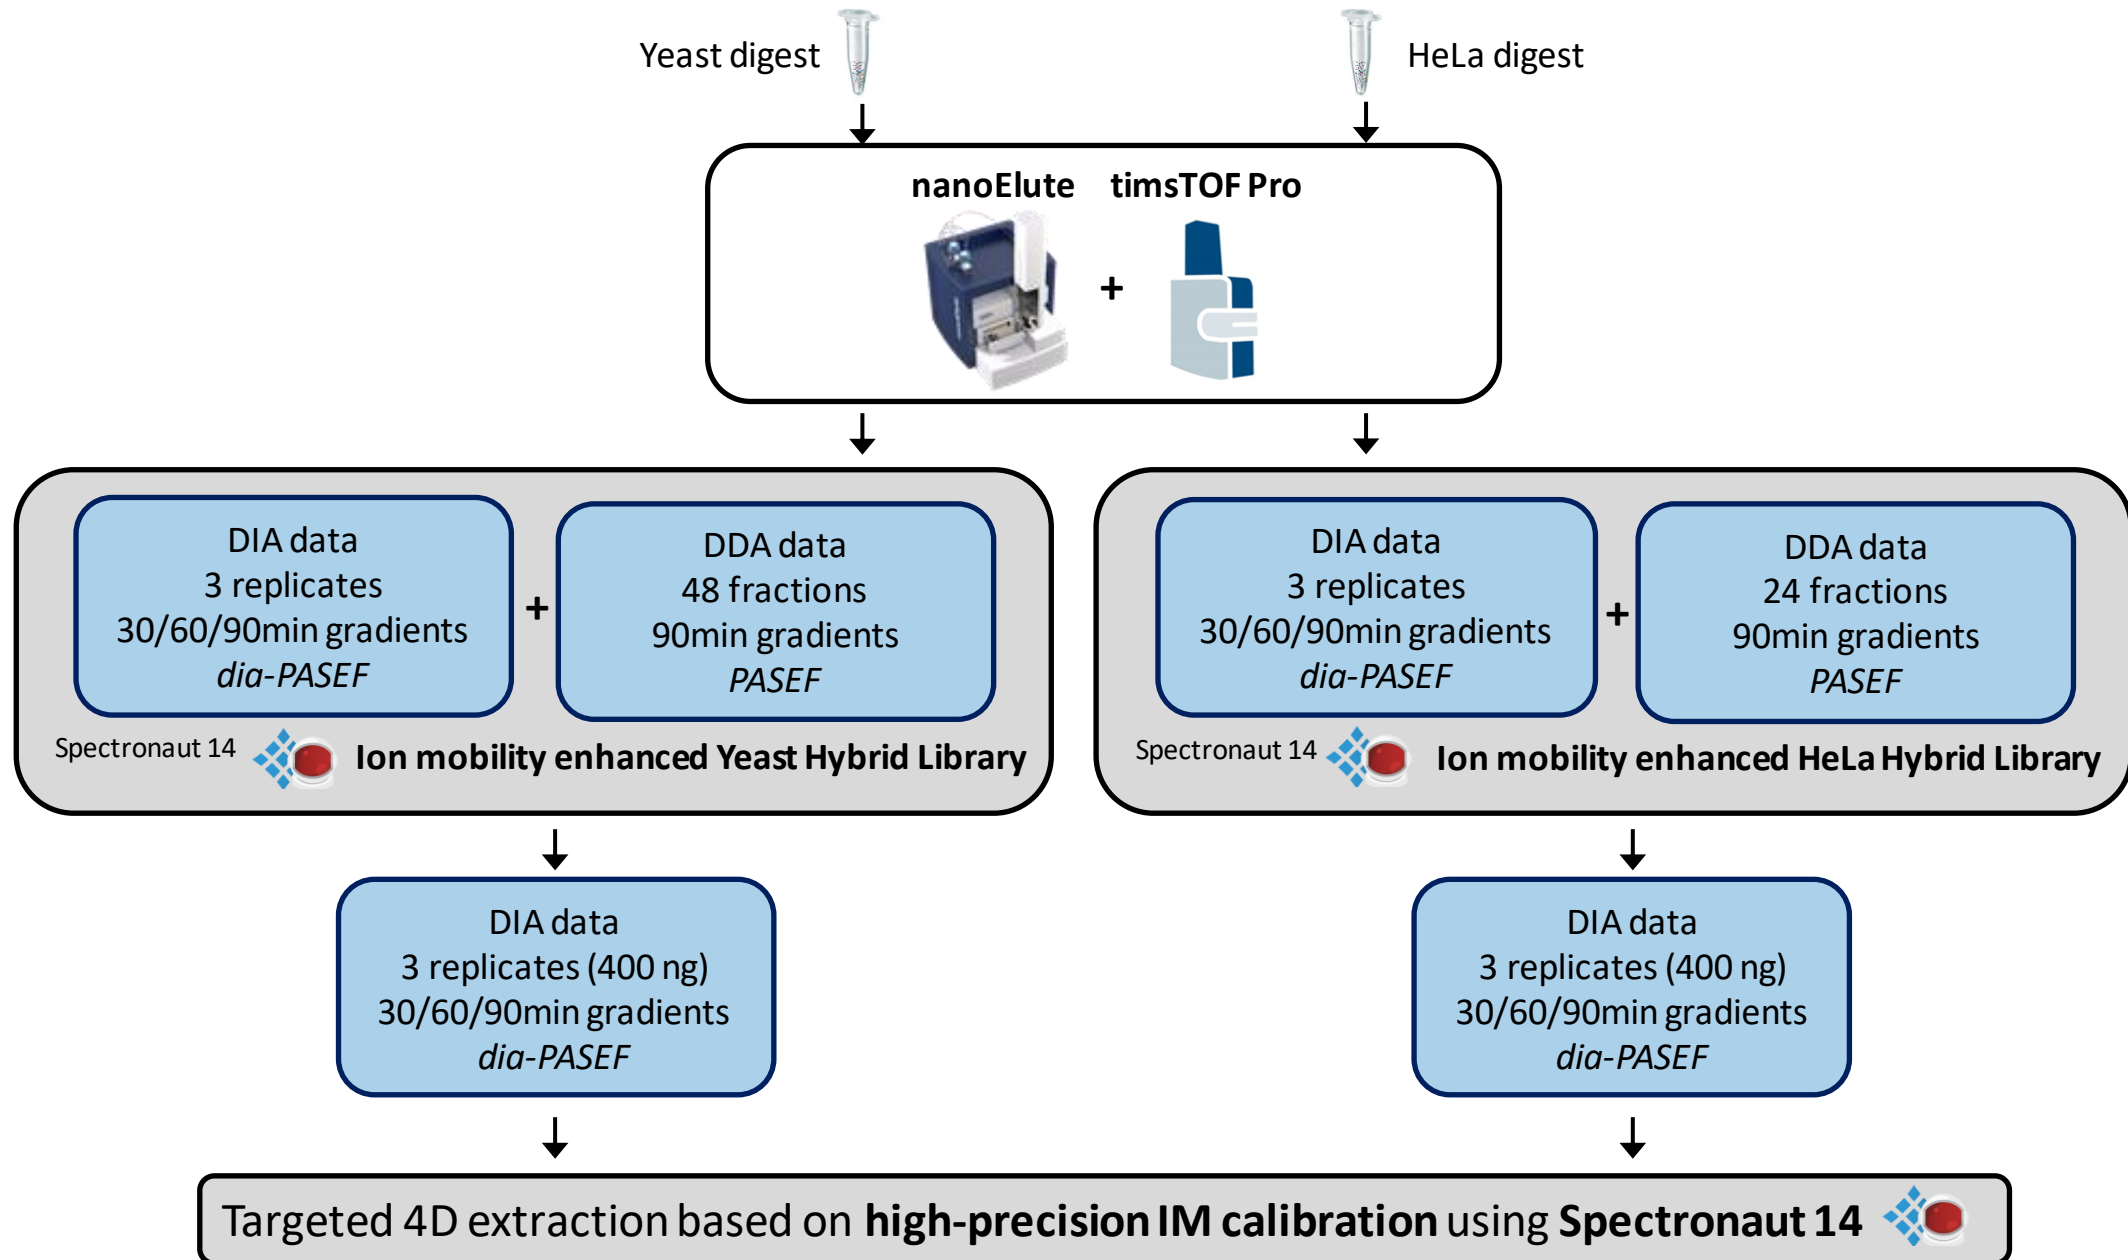 Yeast digest
HeLa digest
nanoElute
timsTOF Pro
+
DIA data
3 replicates
30/60/90min gradients
dia-PASEF
+
DDA data
48 fractions
90min gradients
PASEF
Spectronaut 14
Ion mobility enhanced Yeast Hybrid Library
DIA data
3 replicates
30/60/90min gradients
dia-PASEF
+
DDA data
24 fractions
90min gradients
PASEF
Spectronaut 14
Ion mobility enhanced HeLa Hybrid Library
DIA data
3 replicates (400 ng)
30/60/90min gradients
dia-PASEF
DIA data
3 replicates (400 ng)
30/60/90min gradients
dia-PASEF
Targeted 4D extraction based on high-precision IM calibration using Spectronaut 14